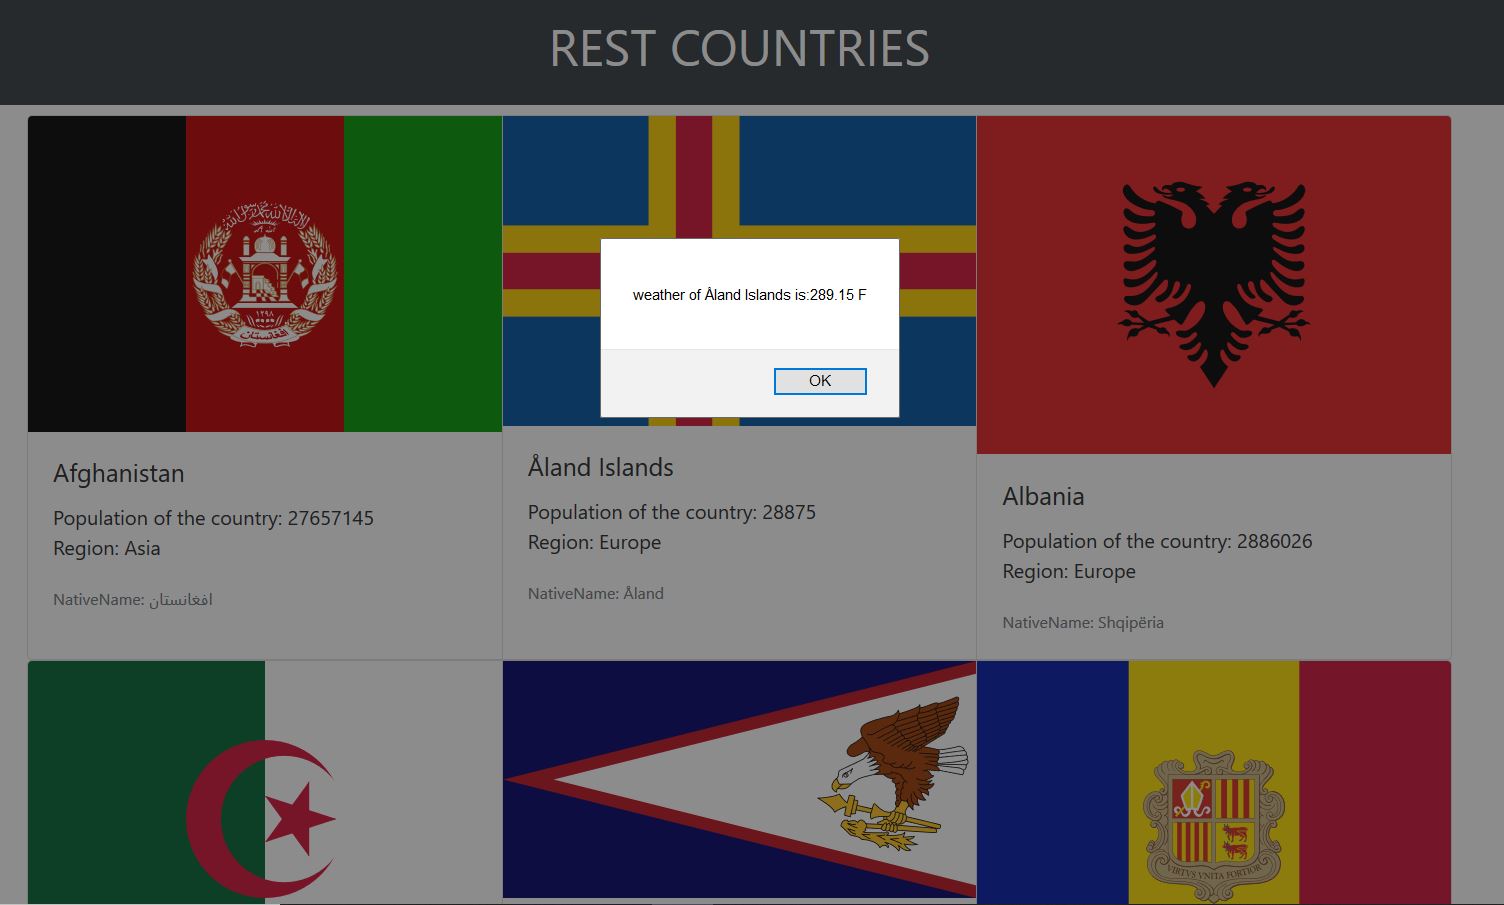 REST COUNTRIES
weather of Åland Islands is:289.15 F
OK
Afghanistan
Population of the country: 27657145
Region: Asia
NativeName: افغانستان
Åland Islands
Population of the country: 28875
Region: Europe
NativeName: Åland
Albania
Population of the country: 2886026
Region: Europe
NativeName: Shqipëria
VIRTVS VNITA FORTIOR